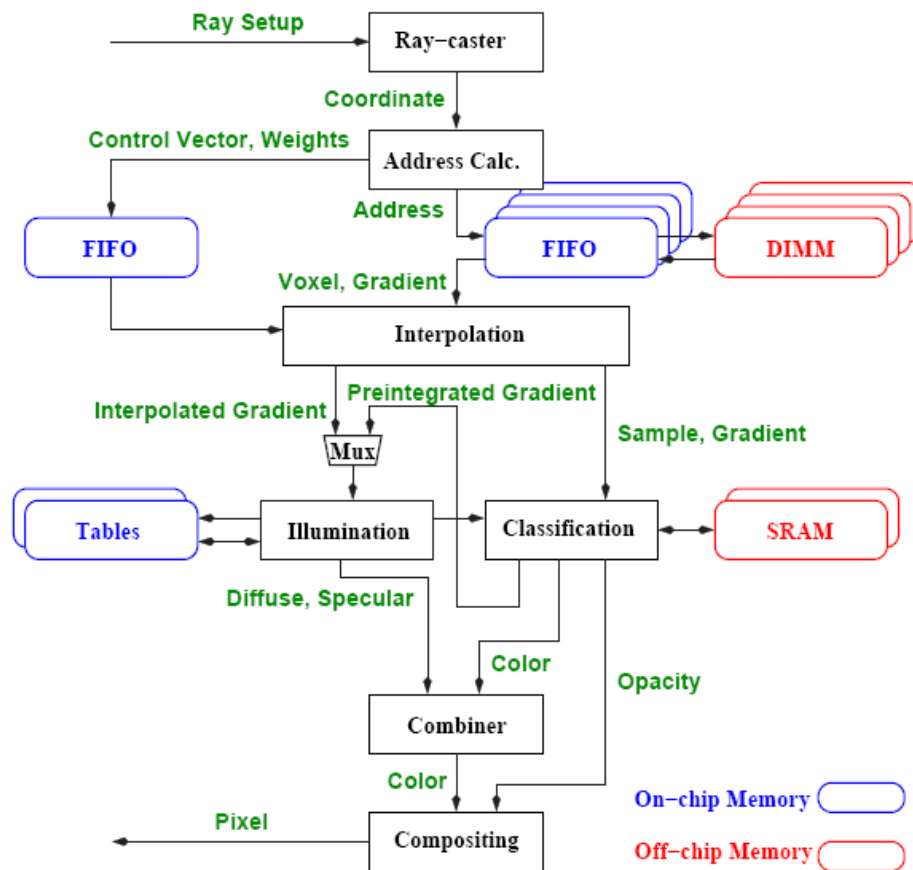 Ray Setup
Ray−caster
Coordinate
Control Vector, Weights
Address Calc.
Address
FIFO
FIFO
DIMM
Voxel, Gradient
Interpolation
Preintegrated Gradient
Interpolated Gradient
Sample, Gradient
Mux
Tables
Illumination
Classification
SRAM
Diffuse, Specular
Color
Opacity
Combiner
Color
On−chip Memory
Pixel
Compositing
Off−chip Memory